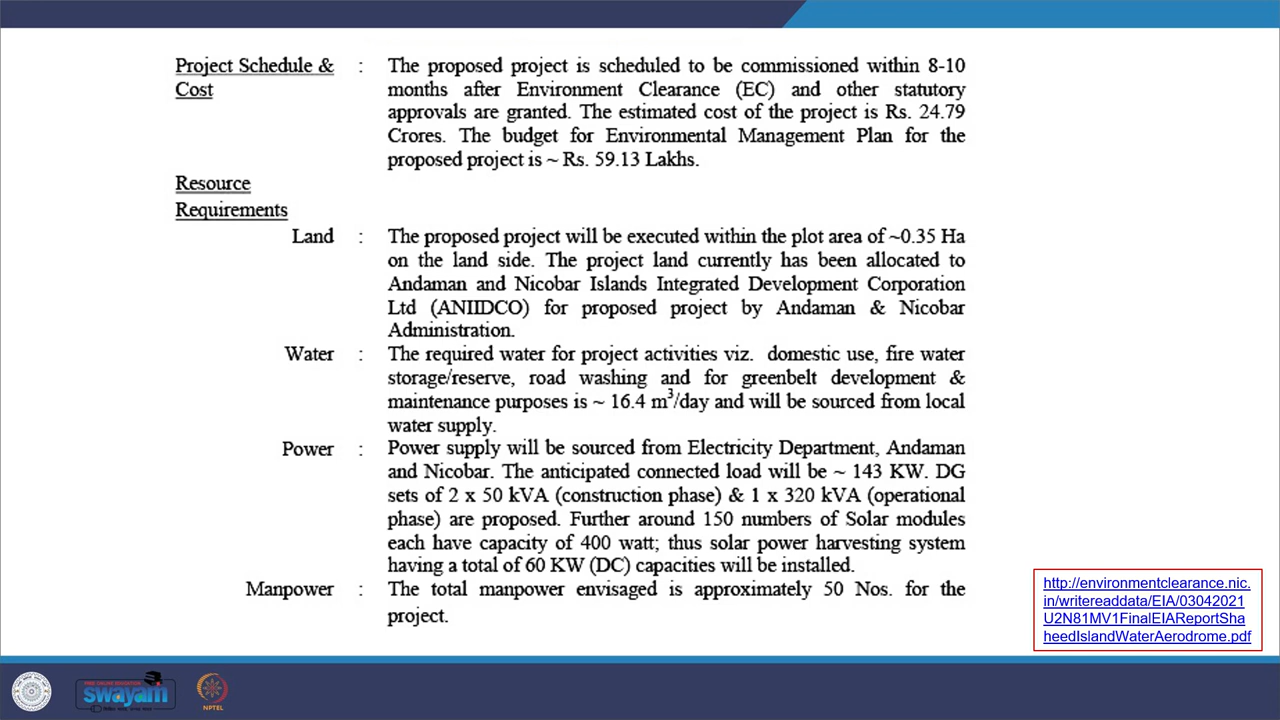 Project Schedule & : The proposed project is scheduled to be commissioned within 8-10
Cost months after Environment Clearance (EC) and other statutory
approvals are granted. The estimated cost of the project is Rs. 24.79
Crores. The budget for Environmental Management Plan for the
proposed project is ~ Rs. 59.13 Lakhs.
Resource
Requirements
Land : The proposed project will be executed within the plot area of ~0.35 Ha
on the land side. The project land currently has been allocated to
Andaman and Nicobar Islands Integrated Development Corporation
Ltd (ANIIDCO) for proposed project by Andaman & Nicobar
Administration.
Water : The required water for project activities viz. domestic use, fire water
storage/reserve, road washing and for greenbelt development &
maintenance purposes is ~ 16.4 m³/day and will be sourced from local
water supply.
Power : Power supply will be sourced from Electricity Department, Andaman
and Nicobar. The anticipated connected load will be ~ 143 KW. DG
sets of 2 x 50 kVA (construction phase) & 1 x 320 kVA (operational
phase) are proposed. Further around 150 numbers of Solar modules
each have capacity of 400 watt; thus solar power harvesting system
having a total of 60 KW (DC) capacities will be installed.
Manpower : The total manpower envisaged is approximately 50 Nos. for the
project.
http://environmentclearance.nic.
in/writereaddata/EIA/03042021
U2N81MV1FinalEIAReportSha
heedIslandWaterAerodrome.pdf
swayam
NPTEL